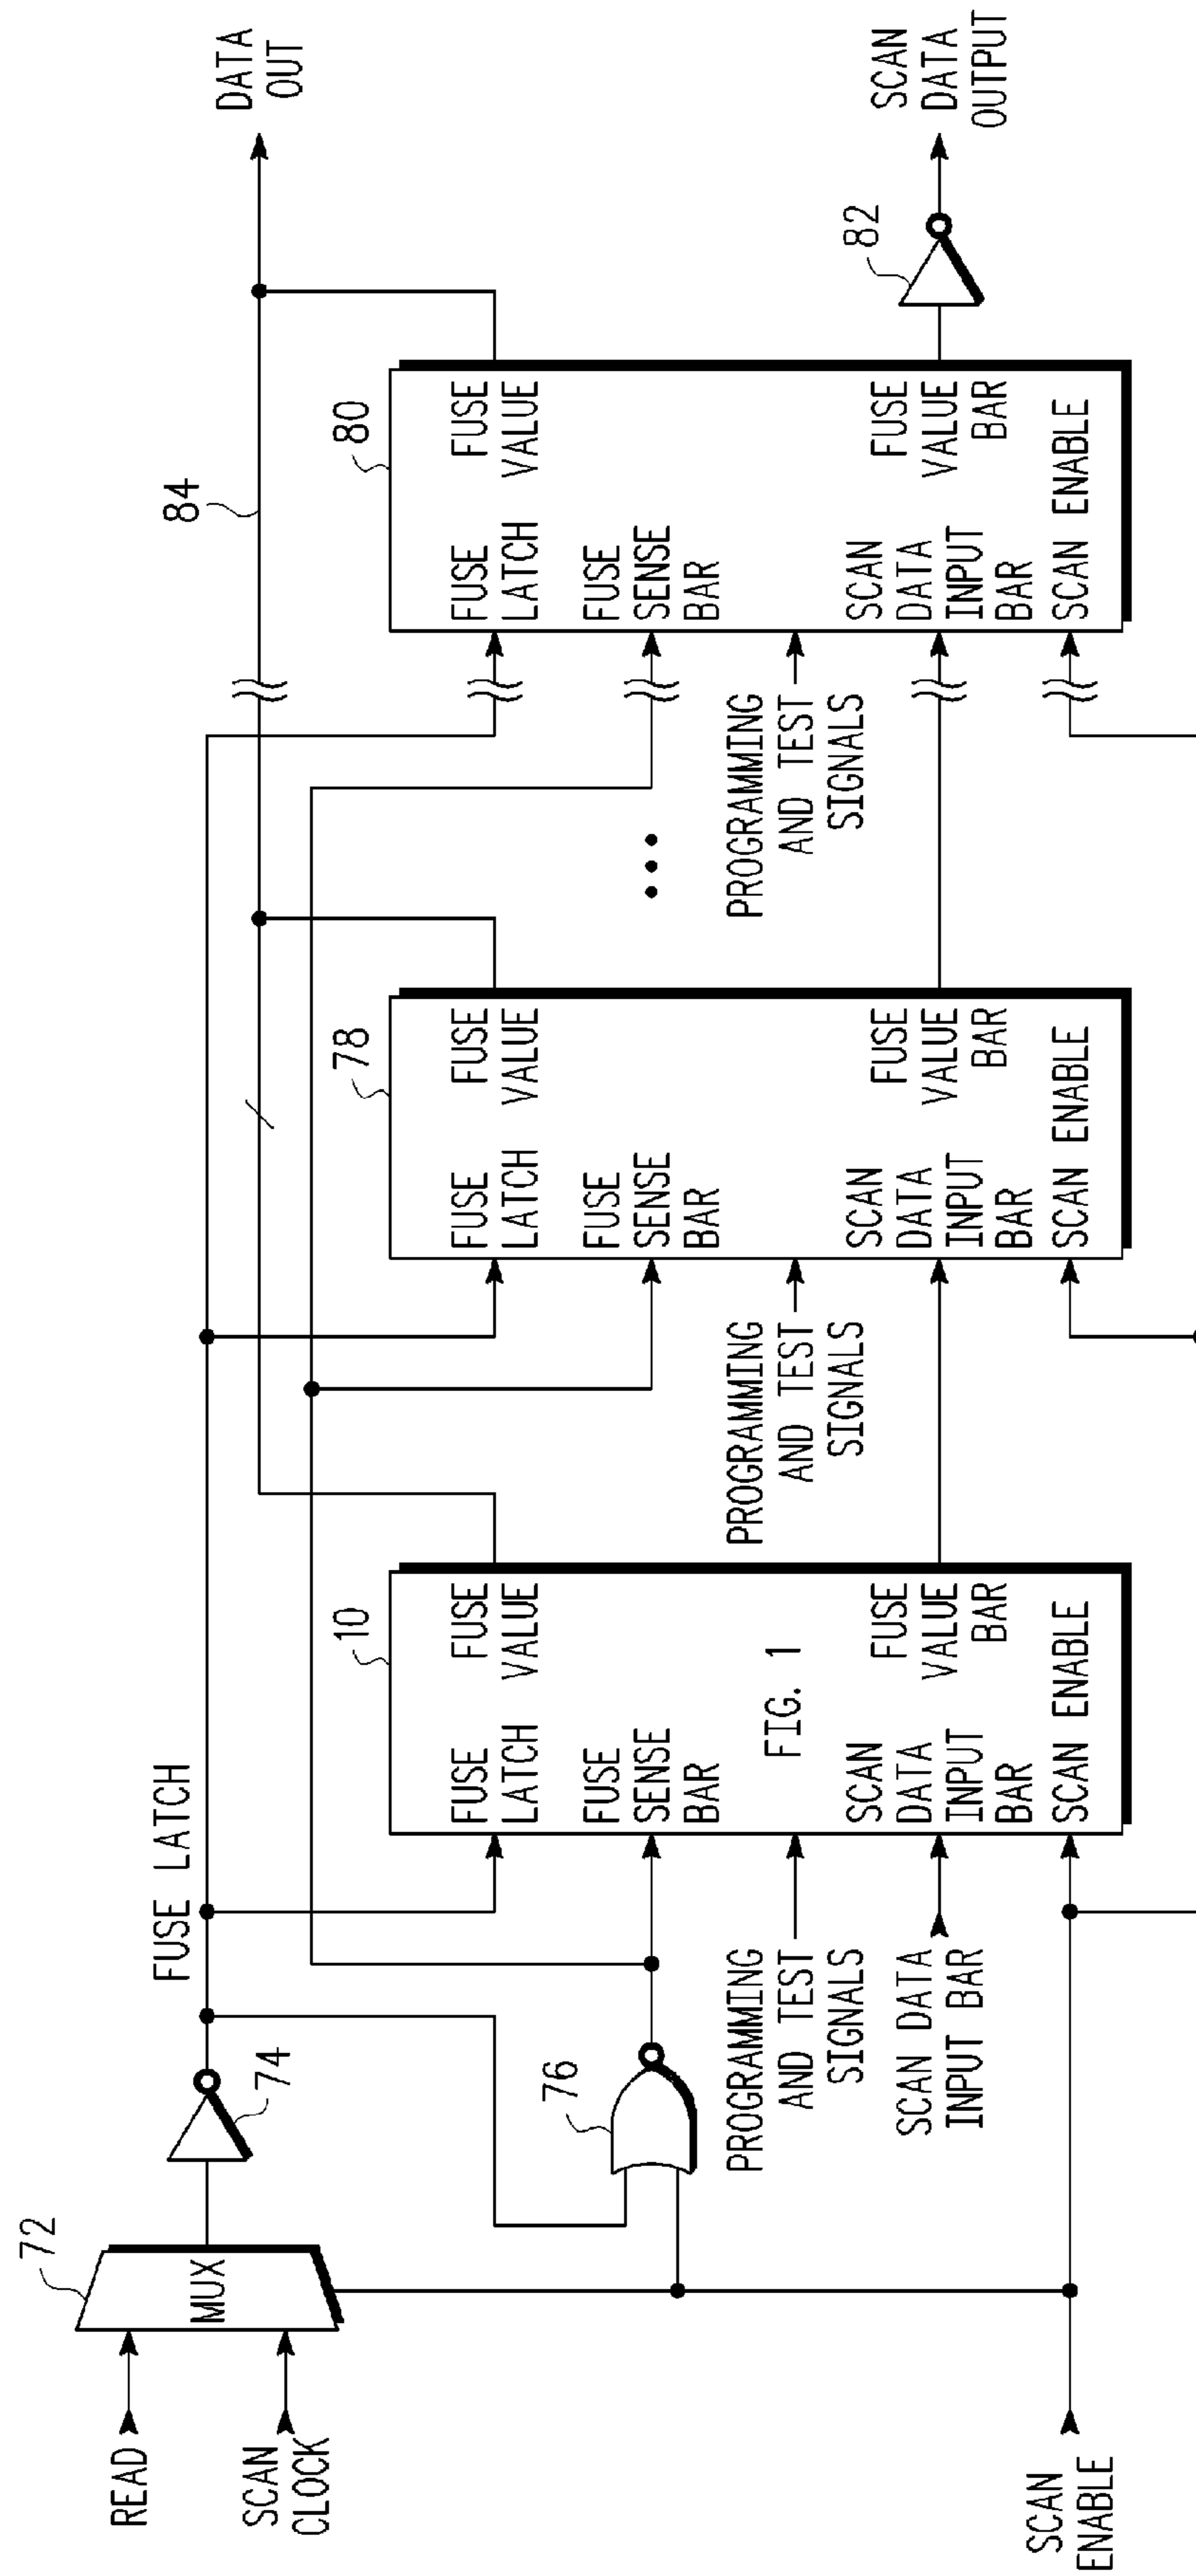 READ
SCAN
CLOCK
SCAN
ENABLE
72
MUX
74
76
FUSE LATCH
PROGRAMMING
AND TEST
SIGNALS
SCAN DATA
INPUT BAR
10
FUSE
LATCH
FUSE
VALUE
FUSE
SENSE
BAR
FIG. 1
SCAN
DATA
INPUT
BAR
FUSE
VALUE
BAR
SCAN ENABLE
PROGRAMMING
AND TEST
SIGNALS
78
FUSE
LATCH
FUSE
VALUE
FUSE
SENSE
BAR
SCAN
DATA
INPUT
BAR
FUSE
VALUE
BAR
SCAN ENABLE
PROGRAMMING
AND TEST
SIGNALS
84
80
FUSE
LATCH
FUSE
VALUE
FUSE
SENSE
BAR
SCAN
DATA
INPUT
BAR
FUSE
VALUE
BAR
SCAN ENABLE
82
DATA
OUT
SCAN
DATA
OUTPUT